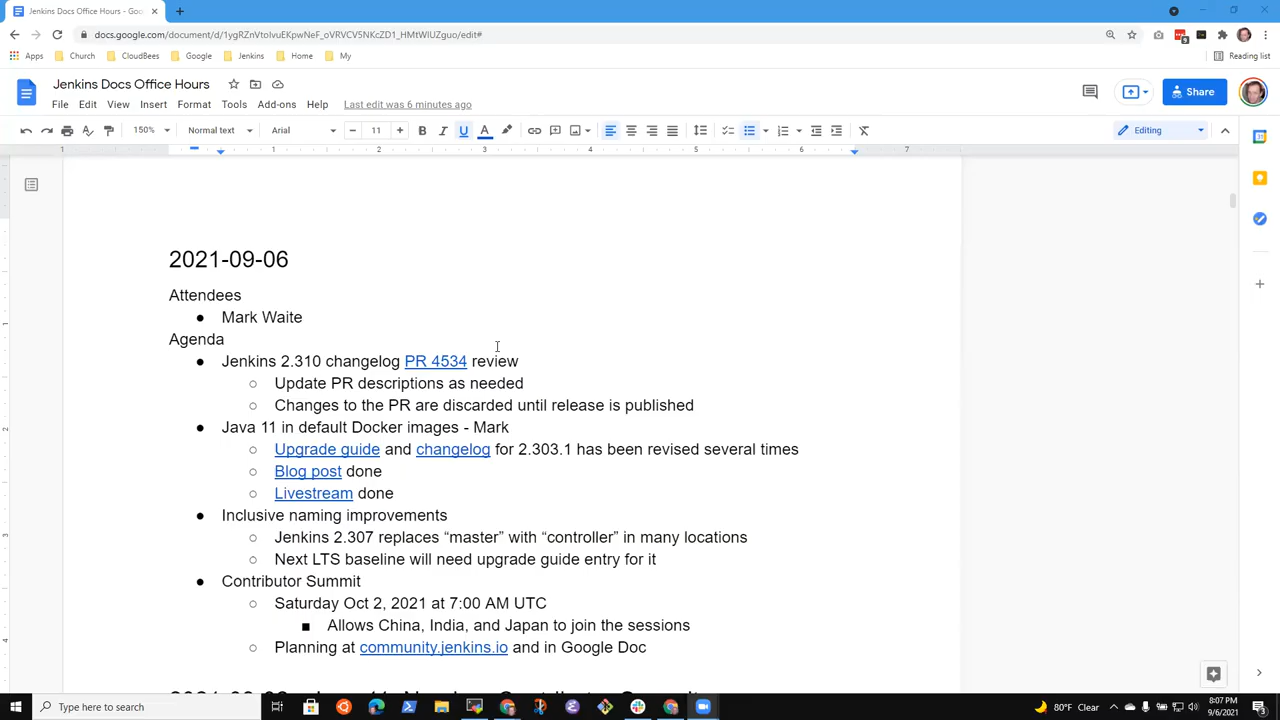 Jenkins Docs Office Hours - Goo
docs.google.com/document/d/1ygRZnVtoIvuEKpwNeF_oVRVCV5NKcZD1_HMtWIUZguo/edit#
Apps Church CloudBees Google Jenkins Home My Reading list
Jenkins Docs Office Hours
File Edit View Insert Format Tools Add-ons Help Last edit was 6 minutes ago
Share
150% Normal text Arial 11 Editing
1 1 2 3 4 5 6 7
2021-09-06
Attendees
● Mark Waite
Agenda
● Jenkins 2.310 changelog PR 4534 review
○ Update PR descriptions as needed
○ Changes to the PR are discarded until release is published
● Java 11 in default Docker images - Mark
○ Upgrade guide and changelog for 2.303.1 has been revised several times
○ Blog post done
○ Livestream done
● Inclusive naming improvements
○ Jenkins 2.307 replaces “master” with “controller” in many locations
○ Next LTS baseline will need upgrade guide entry for it
● Contributor Summit
○ Saturday Oct 2, 2021 at 7:00 AM UTC
■ Allows China, India, and Japan to join the sessions
○ Planning at community.jenkins.io and in Google Doc
Type here to search
80°F Clear
8:07 PM
9/6/2021